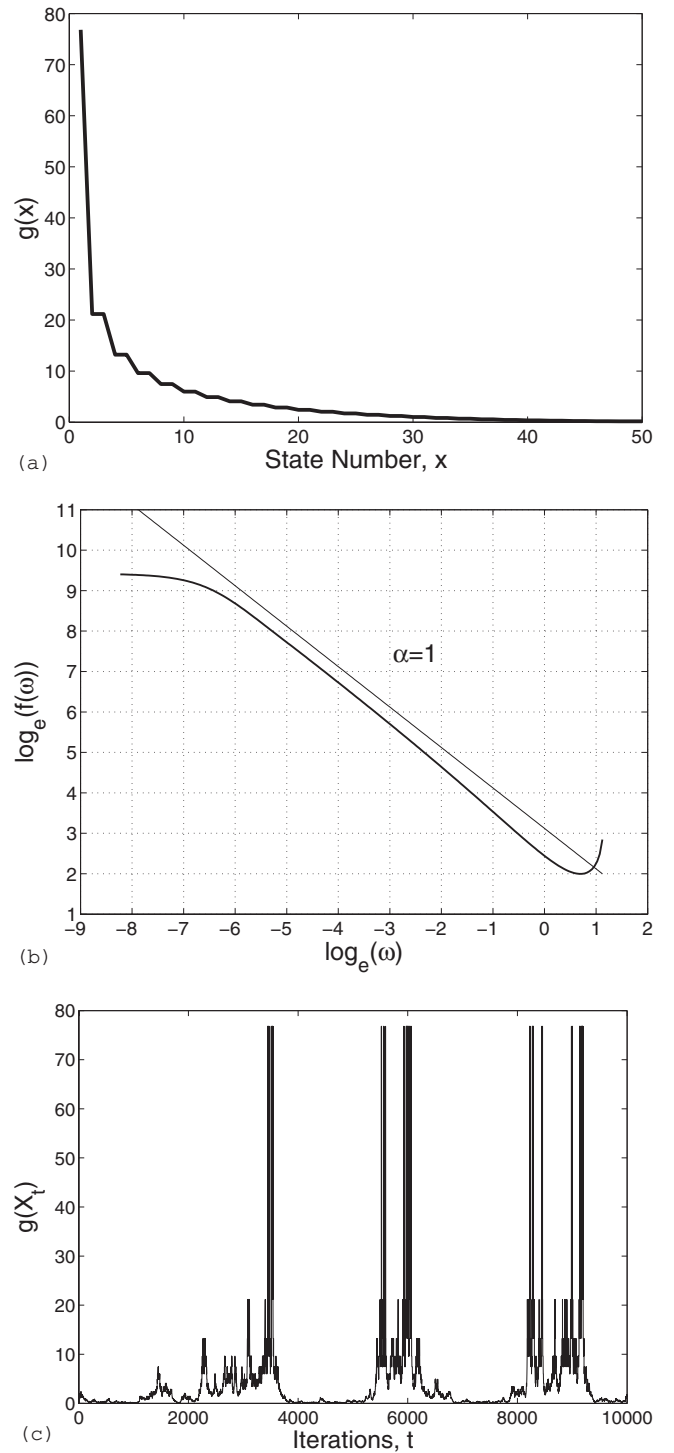 80
70
60
50
40
30
20
10
0
g(x)
0 10 20 30 40 50
State Number, x
(a)
11
10
9
8
7
6
5
4
3
2
1
log_e(f(ω))
α=1
−9 −8 −7 −6 −5 −4 −3 −2 −1 0 1 2
log_e(ω)
(b)
80
70
60
50
40
30
20
10
0
g(X_t)
0 2000 4000 6000 8000 10000
Iterations, t
(c)